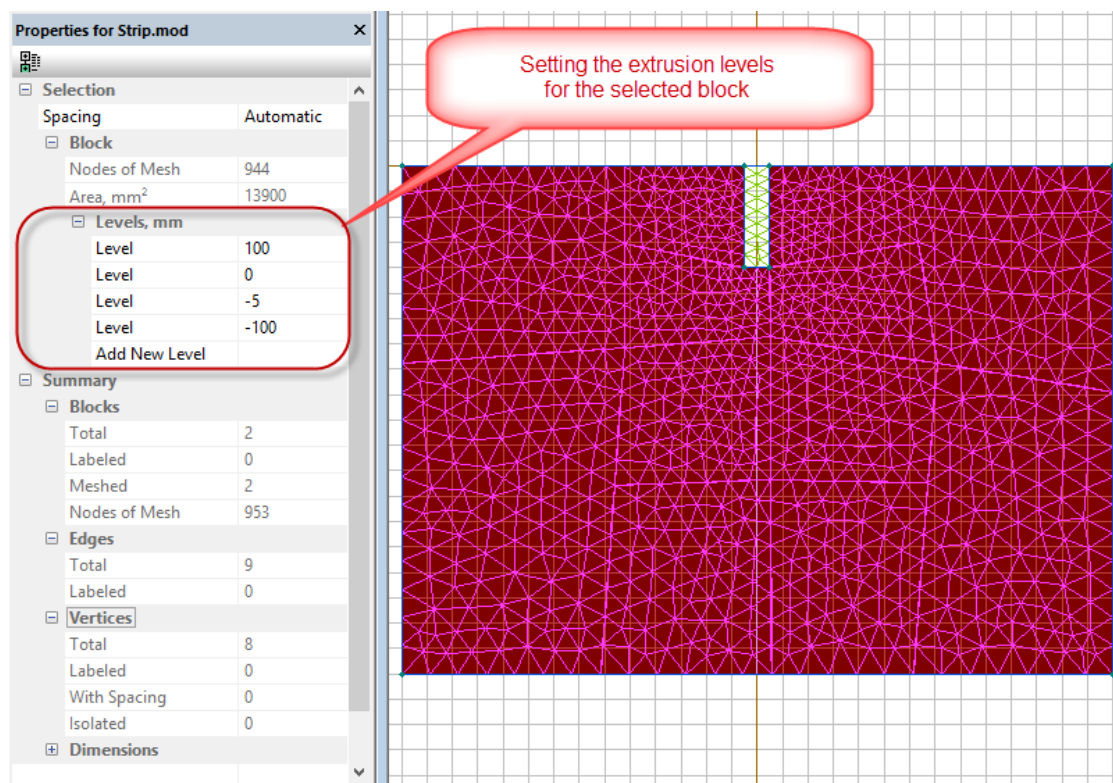 Properties for Strip.mod
Setting the extrusion levels
for the selected block
Selection
Spacing Automatic
Block
Nodes of Mesh 944
Area, mm² 13900
Levels, mm
Level 100
Level 0
Level -5
Level -100
Add New Level
Summary
Blocks
Total 2
Labeled 0
Meshed 2
Nodes of Mesh 953
Edges
Total 9
Labeled 0
Vertices
Total 8
Labeled 0
With Spacing 0
Isolated 0
Dimensions